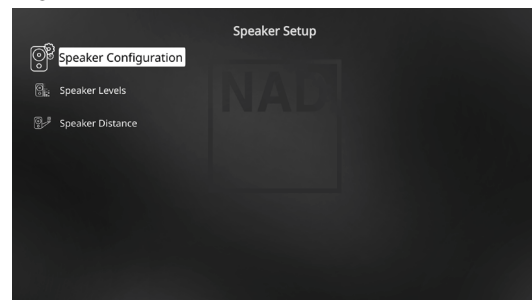 Speaker Setup
Speaker Configuration
NAD
Speaker Levels
Speaker Distance